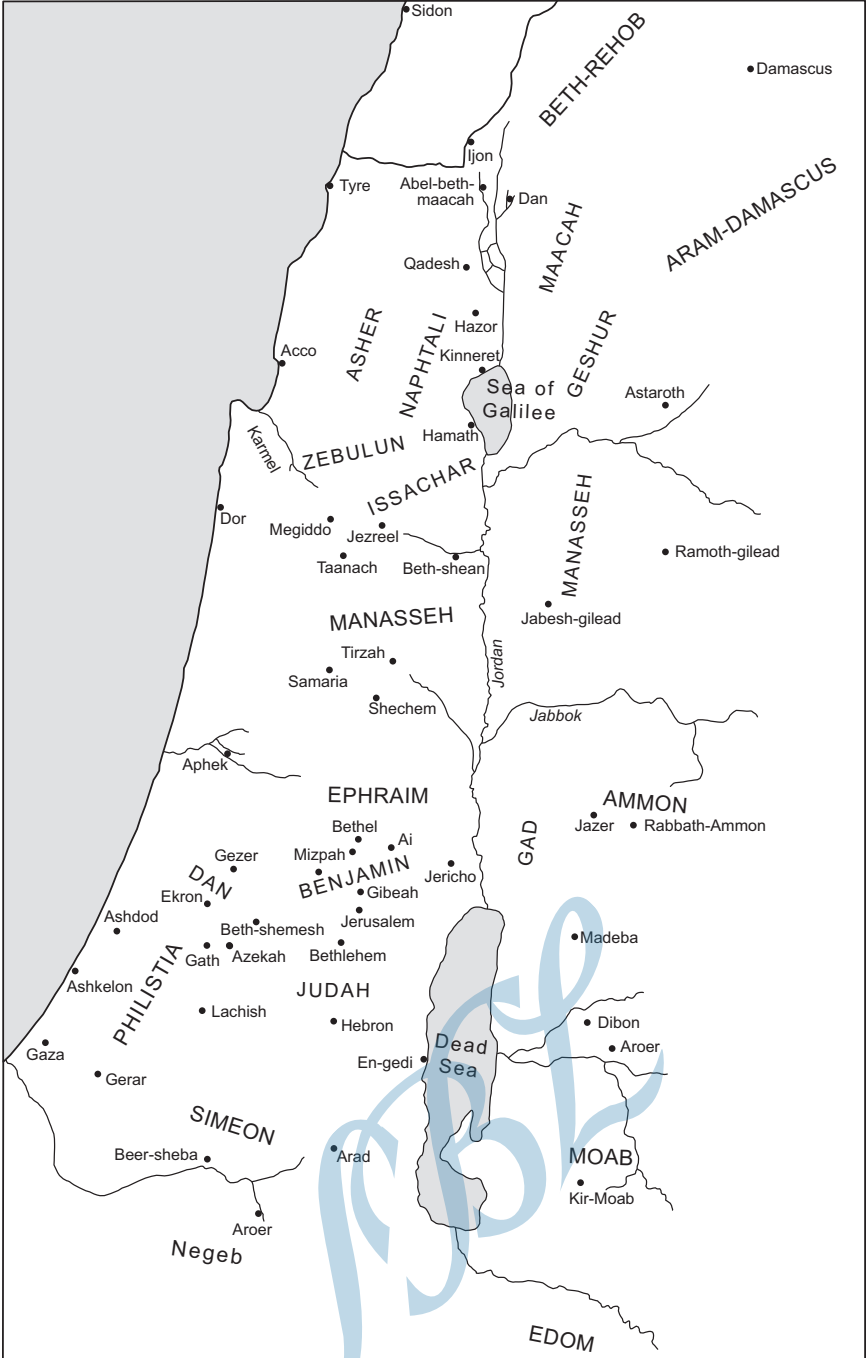 Sidon
BETH-REHOB
Damascus
Ijon
Tyre
Abel-beth-
maacah
Dan
MAACAH
ARAM-DAMASCUS
Qadesh
ASHER
NAPHTALI
Hazor
GESHUR
Acco
Kinneret
Sea of
Galilee
Astaroth
Karmel
ZEBULUN
Hamath
ISSACHAR
Dor
Megiddo
Jezreel
MANASSEH
Taanach
Beth-shean
Ramoth-gilead
MANASSEH
Jabesh-gilead
Tirzah
Jordan
Samaria
Shechem
Jabbok
Aphek
EPHRAIM
AMMON
Bethel
Ai
GAD
Jazer
Rabbath-Ammon
Gezer
Mizpah
DAN
BENJAMIN
Jericho
Ekron
Gibeah
Ashdod
Beth-shemesh
Jerusalem
Madeba
PHILISTIA
Gath
Azekah
Bethlehem
Ashkelon
JUDAH
Lachish
Hebron
Dibon
Gaza
Dead
Sea
Aroer
En-gedi
Gerar
SIMEON
Beer-sheba
Arad
MOAB
Kir-Moab
Aroer
Negeb
EDOM
SBL